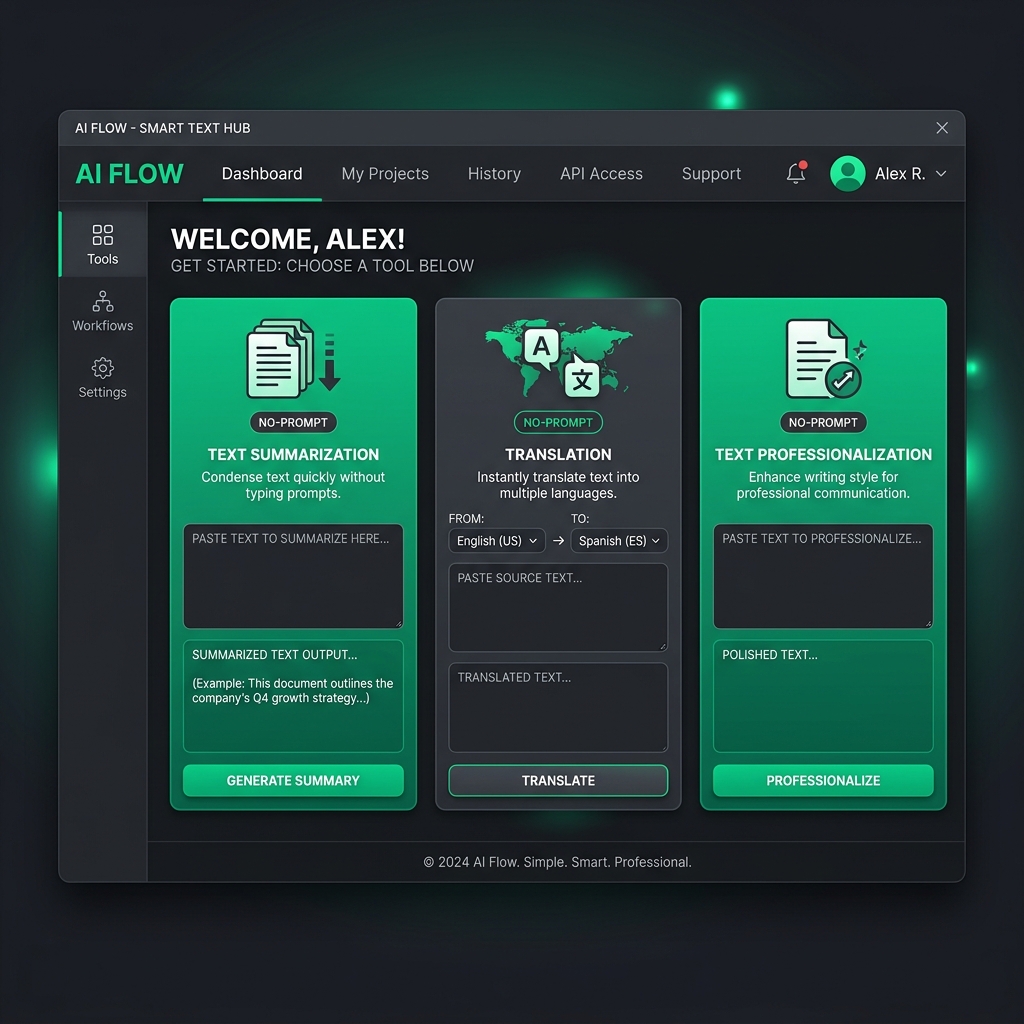 AI FLOW - SMART TEXT HUB
AI FLOW
Dashboard
My Projects
History
API Access
Support
Alex R.
Tools
Workflows
Settings
WELCOME, ALEX!
GET STARTED: CHOOSE A TOOL BELOW
NO-PROMPT
TEXT SUMMARIZATION
Condense text quickly without
typing prompts.
PASTE TEXT TO SUMMARIZE HERE...
SUMMARIZED TEXT OUTPUT...
(Example: This document outlines the
company's Q4 growth strategy...)
GENERATE SUMMARY
A
文
NO-PROMPT
TRANSLATION
Instantly translate text into
multiple languages.
FROM:
TO:
English (US)
Spanish (ES)
PASTE SOURCE TEXT...
TRANSLATED TEXT...
TRANSLATE
NO-PROMPT
TEXT PROFESSIONALIZATION
Enhance writing style for
professional communication.
PASTE TEXT TO PROFESSIONALIZE...
POLISHED TEXT...
PROFESSIONALIZE
© 2024 AI Flow. Simple. Smart. Professional.